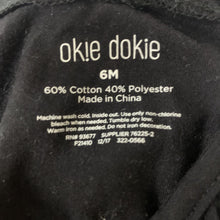 okie dokie
6M
60% Cotton 40% Polyester
Made in China
Machine wash cold. Inside out. Use only non-chlorine
bleach when needed. Tumble dry low.
Warm iron as needed. Do not iron decoration.
RN# 93677 SUPPLIER 76225-2
P21410 12/17 322-0566